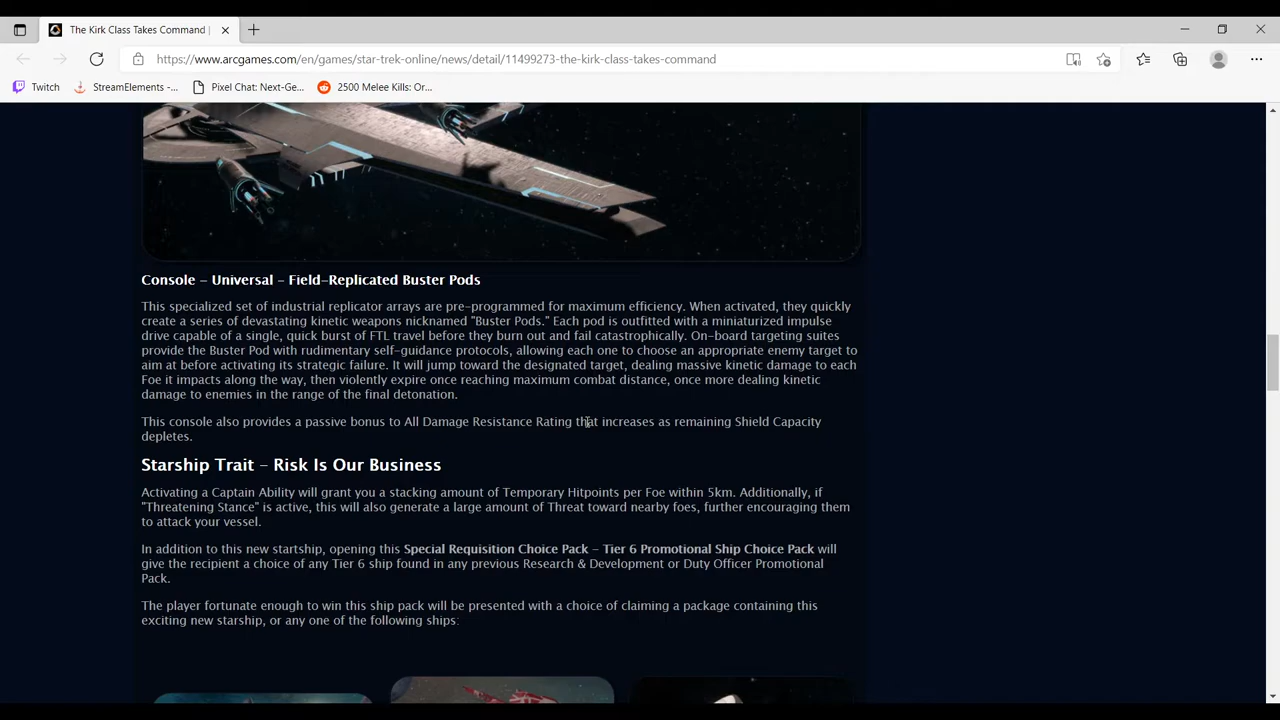 The Kirk Class Takes Command |
https://www.arcgames.com/en/games/star-trek-online/news/detail/11499273-the-kirk-class-takes-command
Twitch StreamElements -... Pixel Chat: Next-Ge... 2500 Melee Kills: Or...
Console – Universal – Field-Replicated Buster Pods
This specialized set of industrial replicator arrays are pre-programmed for maximum efficiency. When activated, they quickly
create a series of devastating kinetic weapons nicknamed "Buster Pods." Each pod is outfitted with a miniaturized impulse
drive capable of a single, quick burst of FTL travel before they burn out and fail catastrophically. On-board targeting suites
provide the Buster Pod with rudimentary self-guidance protocols, allowing each one to choose an appropriate enemy target to
aim at before activating its strategic failure. It will jump toward the designated target, dealing massive kinetic damage to each
Foe it impacts along the way, then violently expire once reaching maximum combat distance, once more dealing kinetic
damage to enemies in the range of the final detonation.
This console also provides a passive bonus to All Damage Resistance Rating that increases as remaining Shield Capacity
depletes.
Starship Trait – Risk Is Our Business
Activating a Captain Ability will grant you a stacking amount of Temporary Hitpoints per Foe within 5km. Additionally, if
"Threatening Stance" is active, this will also generate a large amount of Threat toward nearby foes, further encouraging them
to attack your vessel.
In addition to this new startship, opening this Special Requisition Choice Pack – Tier 6 Promotional Ship Choice Pack will
give the recipient a choice of any Tier 6 ship found in any previous Research & Development or Duty Officer Promotional
Pack.
The player fortunate enough to win this ship pack will be presented with a choice of claiming a package containing this
exciting new starship, or any one of the following ships: